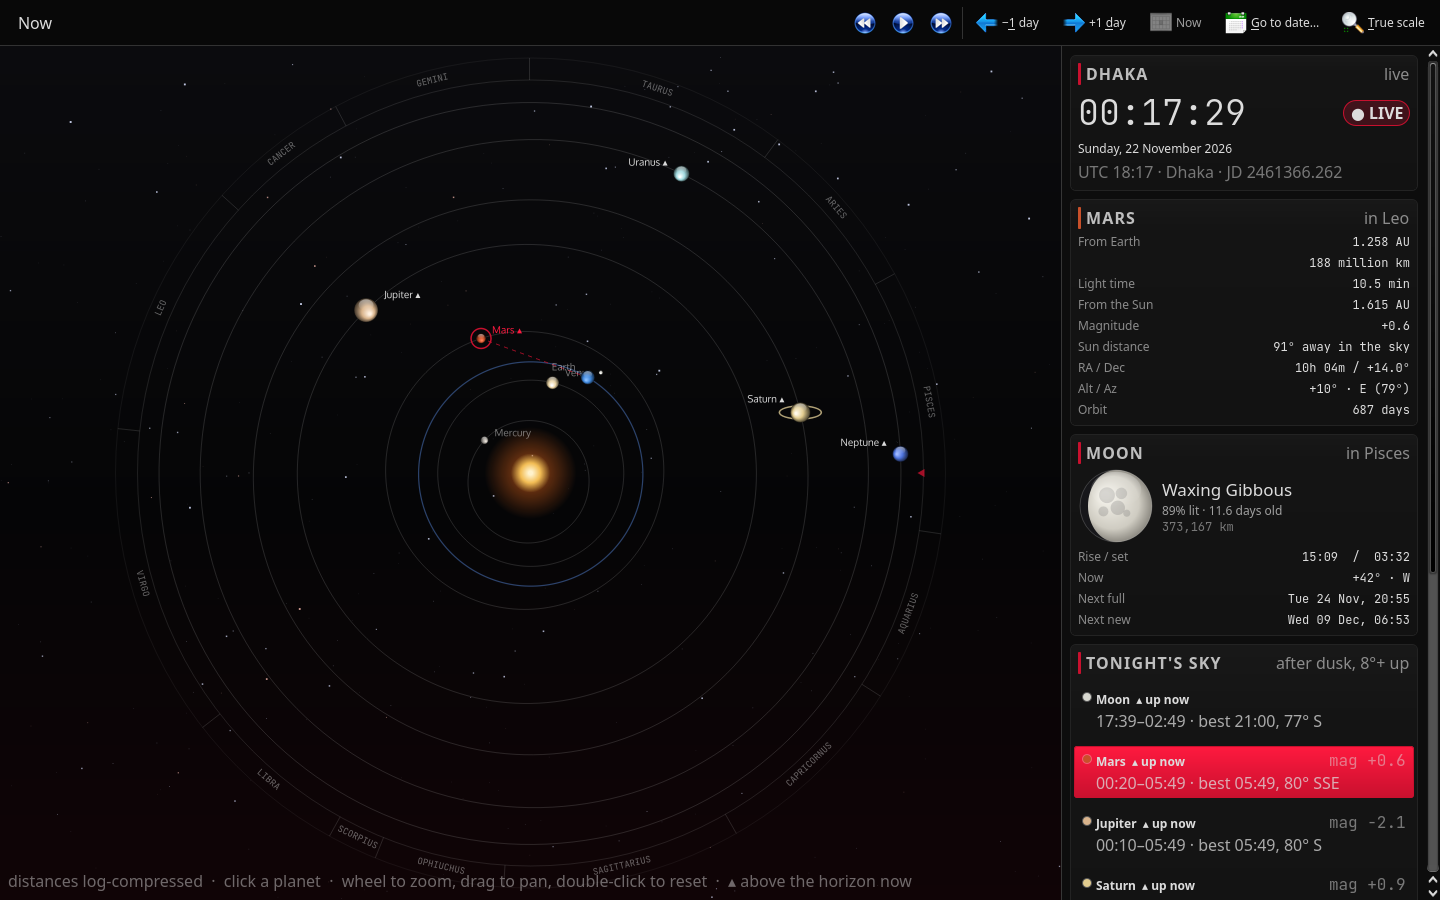 Now
−1 day
+1 day
Now
Go to date...
True scale
GEMINI
TAURUS
CANCER
ARIES
LEO
PISCES
VIRGO
AQUARIUS
LIBRA
CAPRICORNUS
SCORPIUS
OPHIUCHUS
SAGITTARIUS
Uranus ▲
Jupiter ▲
Mars ▲
Earth
Mercury
Saturn ▲
Neptune ▲
distances log-compressed · click a planet · wheel to zoom, drag to pan, double-click to reset · ▲ above the horizon now
DHAKA live
00:17:29 ● LIVE
Sunday, 22 November 2026
UTC 18:17 · Dhaka · JD 2461366.262
MARS in Leo
From Earth 1.258 AU
188 million km
Light time 10.5 min
From the Sun 1.615 AU
Magnitude +0.6
Sun distance 91° away in the sky
RA / Dec 10h 04m / +14.0°
Alt / Az +10° · E (79°)
Orbit 687 days
MOON in Pisces
Waxing Gibbous
89% lit · 11.6 days old
373,167 km
Rise / set 15:09 / 03:32
Now +42° · W
Next full Tue 24 Nov, 20:55
Next new Wed 09 Dec, 06:53
TONIGHT'S SKY after dusk, 8°+ up
Moon ▲ up now
17:39–02:49 · best 21:00, 77° S
Mars ▲ up now mag +0.6
00:20–05:49 · best 05:49, 80° SSE
Jupiter ▲ up now mag -2.1
00:10–05:49 · best 05:49, 80° S
Saturn ▲ up now mag +0.9